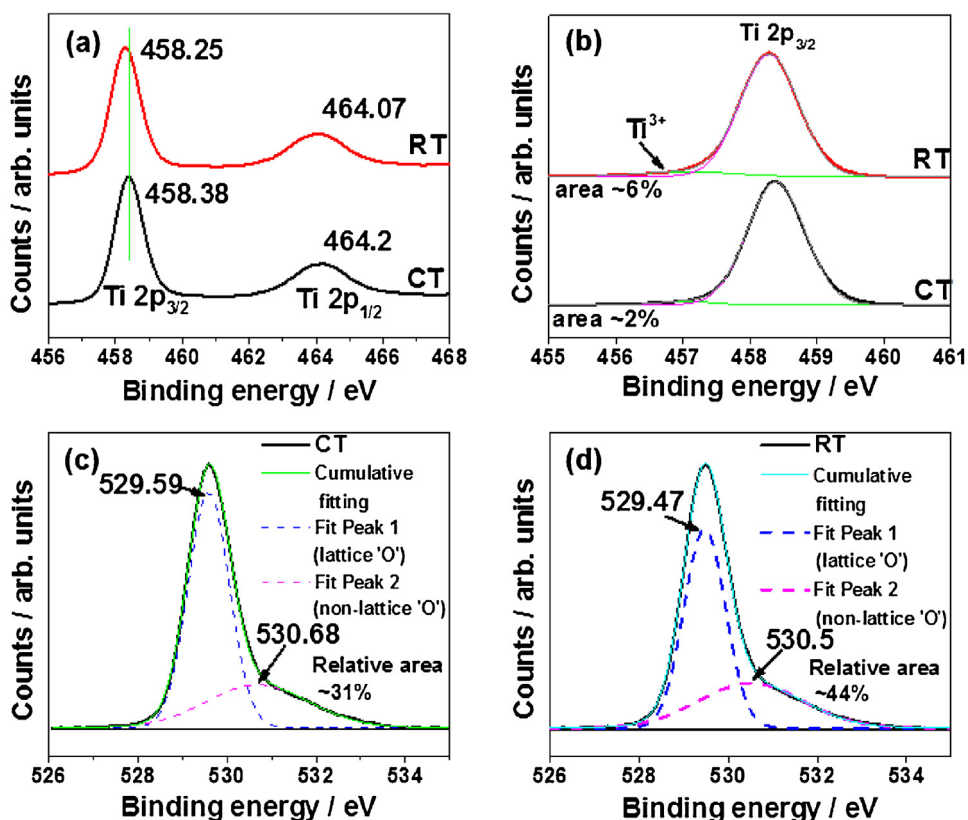 (a)
458.25
464.07
RT
458.38
464.2
CT
Ti 2p3/2
Ti 2p1/2
Counts / arb. units
456 458 460 462 464 466 468
Binding energy / eV
(b)
Ti 2p3/2
Ti3+
RT
area ~6%
CT
area ~2%
Counts / arb. units
455 456 457 458 459 460 461
Binding energy / eV
(c)
CT
Cumulative
fitting
Fit Peak 1
(lattice 'O')
Fit Peak 2
(non-lattice 'O')
529.59
530.68
Relative area
~31%
Counts / arb. units
526 528 530 532 534
Binding energy / eV
(d)
RT
Cumulative
fitting
Fit Peak 1
(lattice 'O')
Fit Peak 2
(non-lattice 'O')
529.47
530.5
Relative area
~44%
Counts / arb. units
526 528 530 532 534
Binding energy / eV